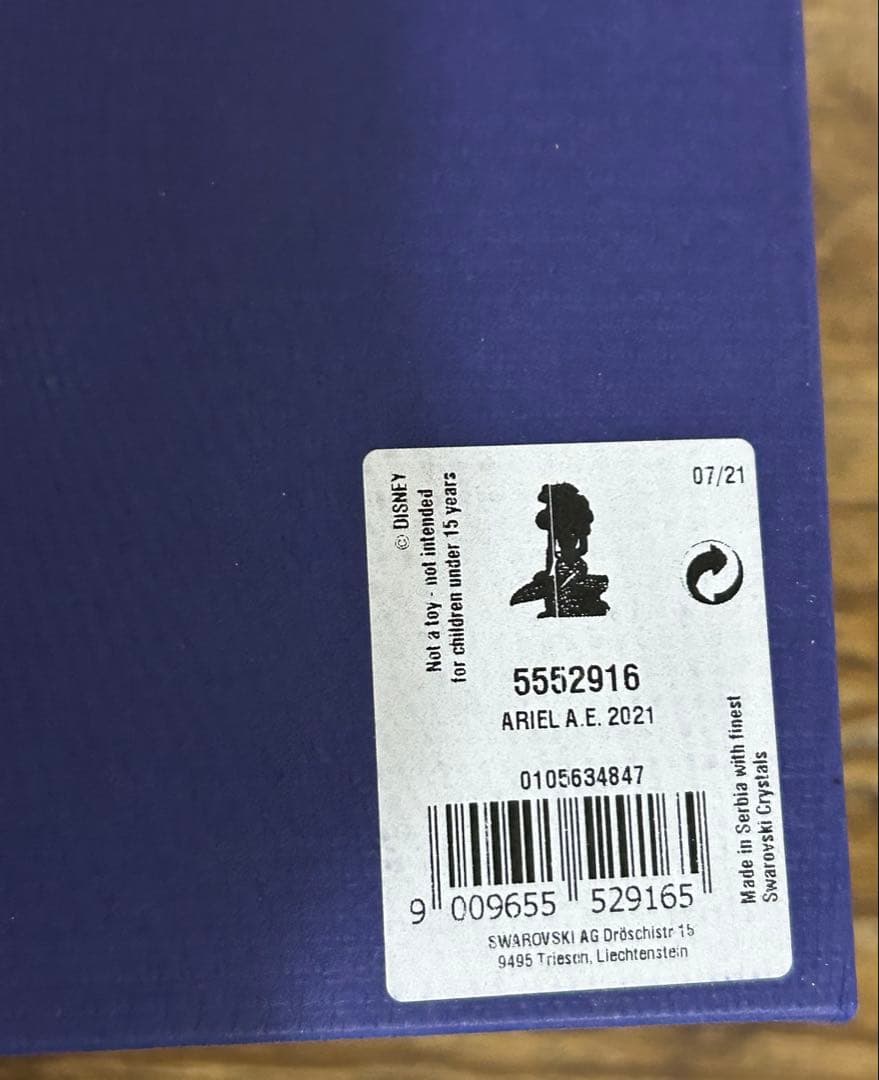 © DISNEY
Not a toy - not intended
for children under 15 years
07/21
5552916
ARIEL A.E. 2021
0105634847
9 009655 529165
Made in Serbia with finest
Swarovski Crystals
SWAROVSKI AG Dröschistr 15
9495 Triesen, Liechtenstein